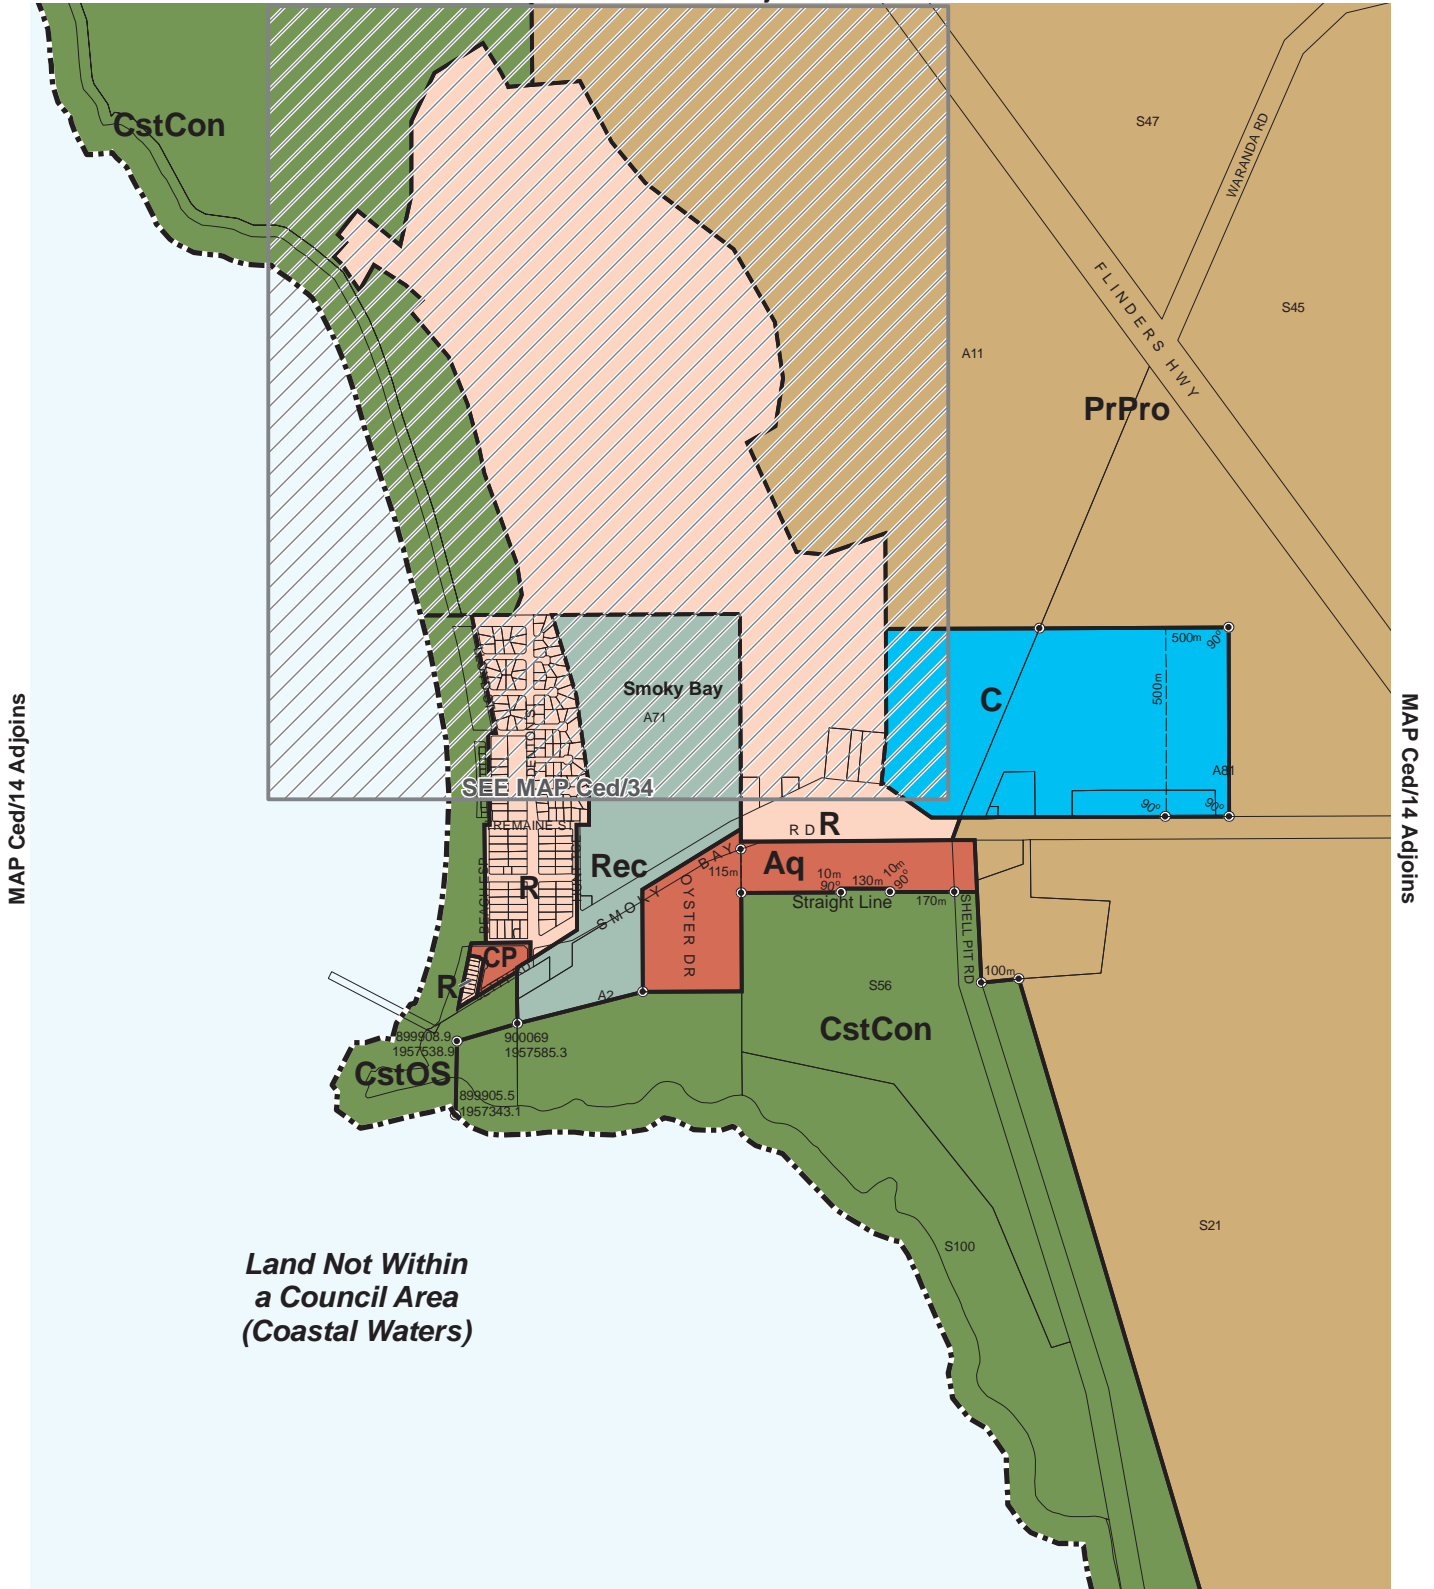 CstCon
S47
WARANDA RD
S45
FLINDERS HWY
A11
PrPro
500m
90°
500m
C
Smoky Bay
A71
MAP Ced/14 Adjoins
MAP Ced/14 Adjoins
A81
SEE MAP Ced/34
90°
90°
REMAINE ST
RD
R
BAY
Aq
115m
10m
90°
130m
10m
90°
Rec
R
Straight Line
170m
SMOKY
OYSTER DR
SHELL PIT RD
CP
100m
R
S56
A2
CstCon
899908.9
1957538.9
900069
1957585.3
CstOS
899905.5
1957343.1
S21
S100
Land Not Within
a Council Area
(Coastal Waters)